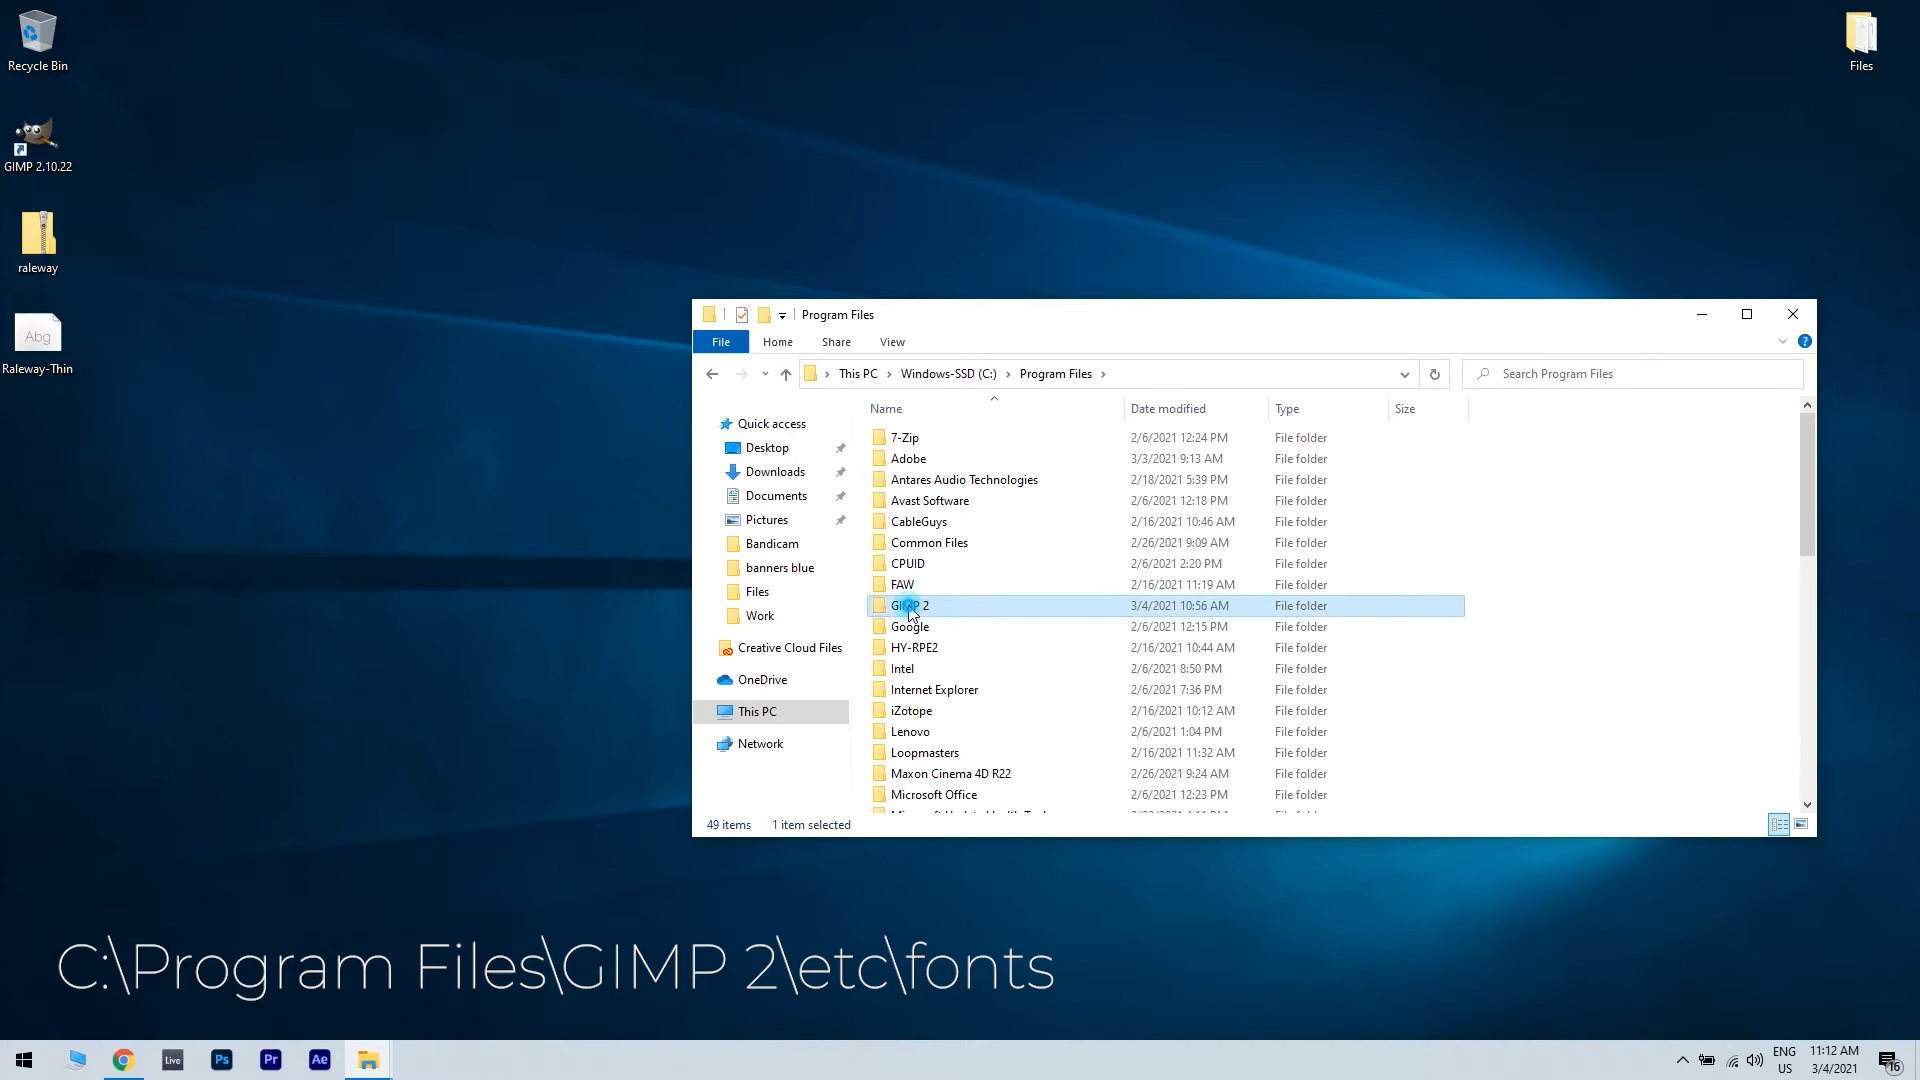 Recycle Bin
Files
GIMP 2.10.22
raleway
Abg
Raleway-Thin
Program Files
File Home Share View
This PC Windows-SSD (C:) Program Files Search Program Files
Name Date modified Type Size
Quick access
Desktop
Downloads
Documents
Pictures
Bandicam
banners blue
Files
Work
Creative Cloud Files
OneDrive
This PC
Network
7-Zip 2/6/2021 12:24 PM File folder
Adobe 3/3/2021 9:13 AM File folder
Antares Audio Technologies 2/18/2021 5:39 PM File folder
Avast Software 2/6/2021 12:18 PM File folder
CableGuys 2/16/2021 10:46 AM File folder
Common Files 2/26/2021 9:09 AM File folder
CPUID 2/6/2021 2:20 PM File folder
FAW 2/16/2021 11:19 AM File folder
GIMP 2 3/4/2021 10:56 AM File folder
Google 2/6/2021 12:15 PM File folder
HY-RPE2 2/16/2021 10:44 AM File folder
Intel 2/6/2021 8:50 PM File folder
Internet Explorer 2/6/2021 7:36 PM File folder
iZotope 2/16/2021 10:12 AM File folder
Lenovo 2/6/2021 1:04 PM File folder
Loopmasters 2/16/2021 11:32 AM File folder
Maxon Cinema 4D R22 2/26/2021 9:24 AM File folder
Microsoft Office 2/6/2021 12:23 PM File folder
49 items 1 item selected
C:\Program Files\GIMP 2\etc\fonts
Live Ps Pr Ae
ENG
US
11:12 AM
3/4/2021
16